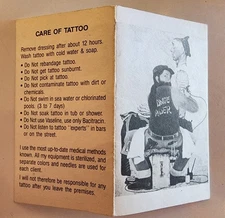 CARE OF TATTOO
Remove dressing after about 12 hours.
Wash tattoo with cold water & soap.
• Do Not rebandage tattoo.
• Do Not get tattoo sunburnt.
• Do Not pick at tattoo.
• Do Not contaminate tattoo with dirt or
chemicals.
• Do Not swim in sea water or chlorinated
pools. (3 to 7 days)
• Do Not soak tattoo in tub or shower.
• Do Not use Vaseline, use only Bacitracin
• Do Not listen to tattoo "experts" in bars
or on the street.
I use the most up-to-date medical methods
known. All my equipment is sterilized, and
separate colors and needles are used for
each client.
I will not therefore be responsible for any
tattoo after you leave the premises.